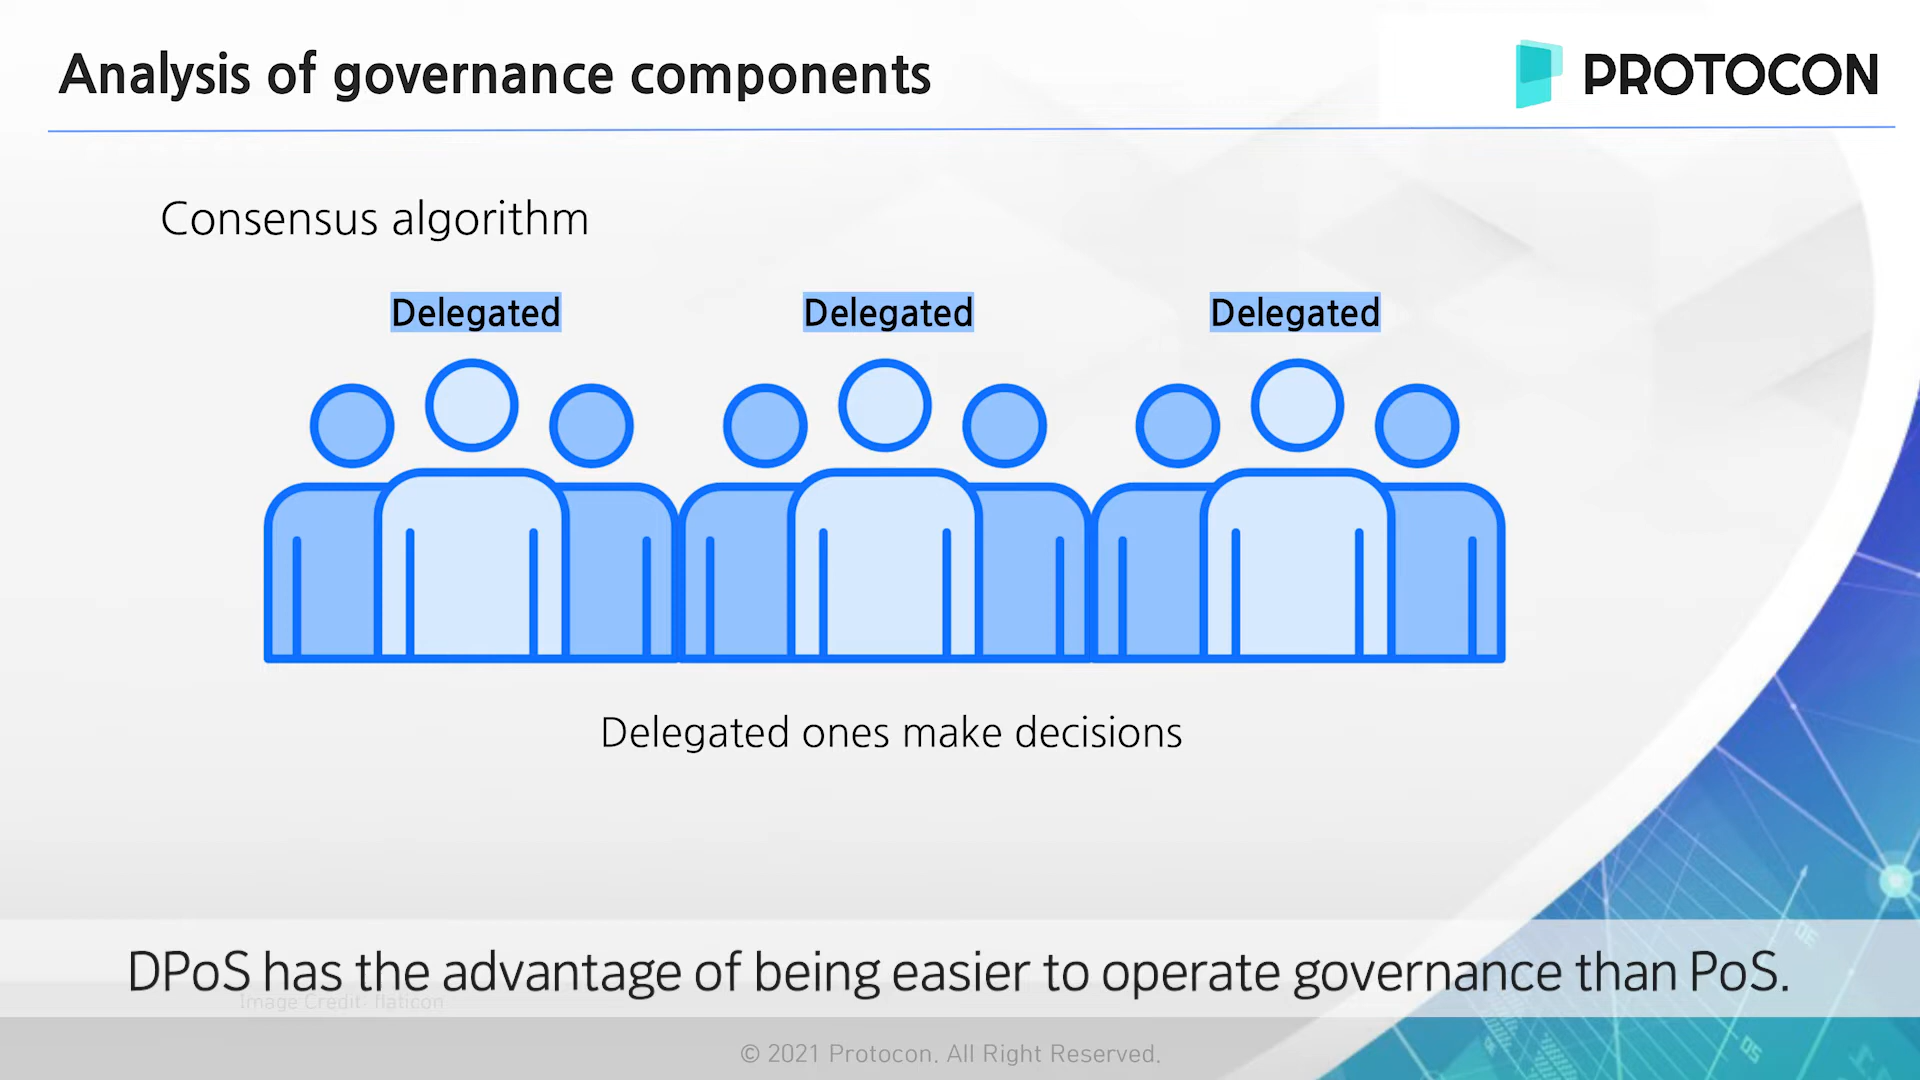 Analysis of governance components
PROTOCON
Consensus algorithm
Delegated Delegated Delegated
Delegated ones make decisions
DPoS has the advantage of being easier to operate governance than PoS.
Image Credit: flaticon
© 2021 Protocon. All Right Reserved.